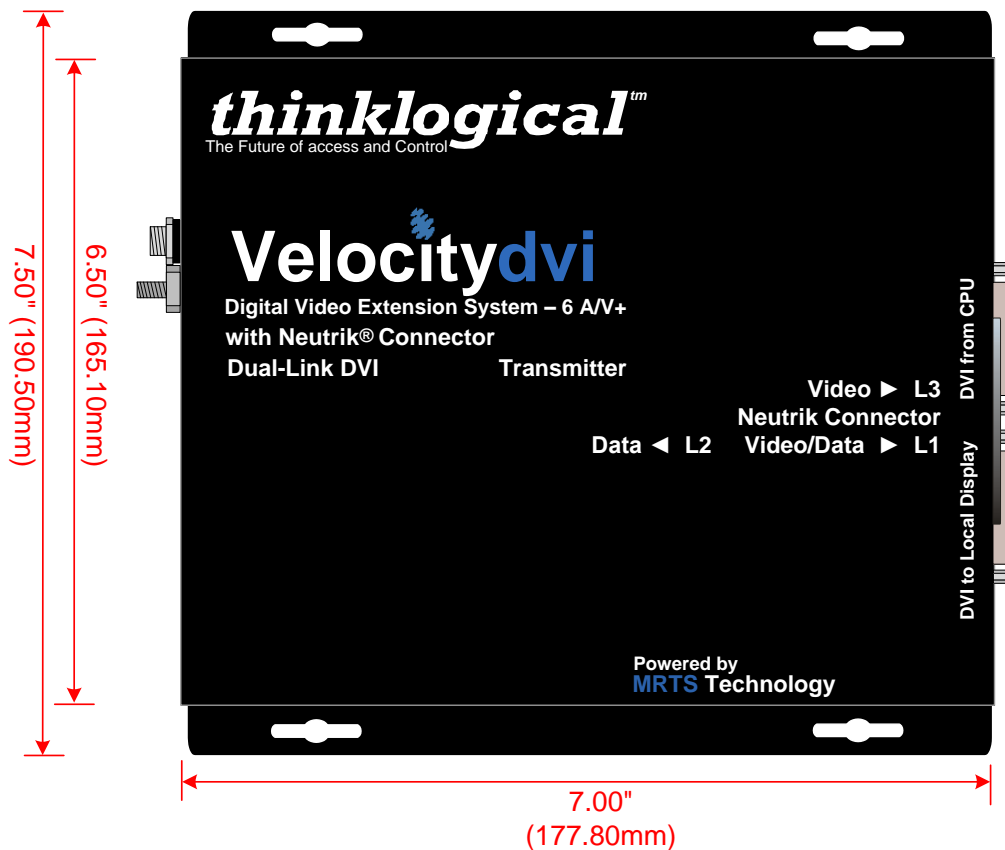 thinklogical™
The Future of access and Control
Velocitydvi
Digital Video Extension System – 6 A/V+
with Neutrik® Connector
Dual-Link DVI Transmitter
Video ► L3
Neutrik Connector
Data ◄ L2 Video/Data ► L1
DVI from CPU
DVI to Local Display
Powered by
MRTS Technology
7.50" (190.50mm)
6.50" (165.10mm)
7.00"
(177.80mm)